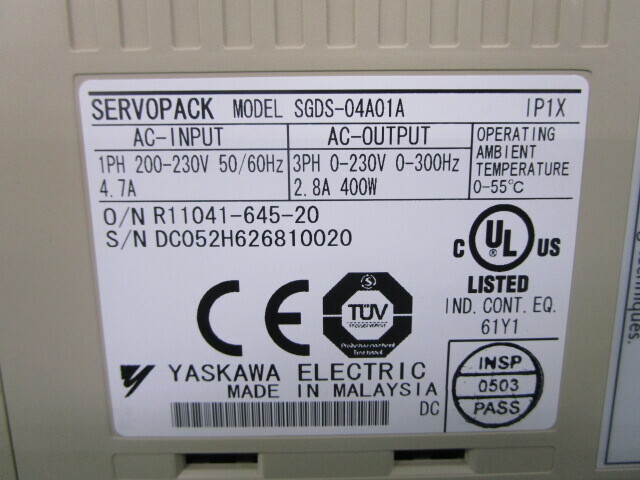 SERVOPACK MODEL SGDS-04A01A IP1X
AC-INPUT
1PH 200-230V 50/60Hz
4.7A
AC-OUTPUT
3PH 0-230V 0-300Hz
2.8A 400W
OPERATING
AMBIENT
TEMPERATURE
0-55°C
O/N R11041-645-20
S/N DC052H626810020
C UL US
LISTED
IND. CONT. EQ.
61Y1
CE
TÜV
YASKAWA ELECTRIC
MADE IN MALAYSIA
DC
INSP
0503
PASS